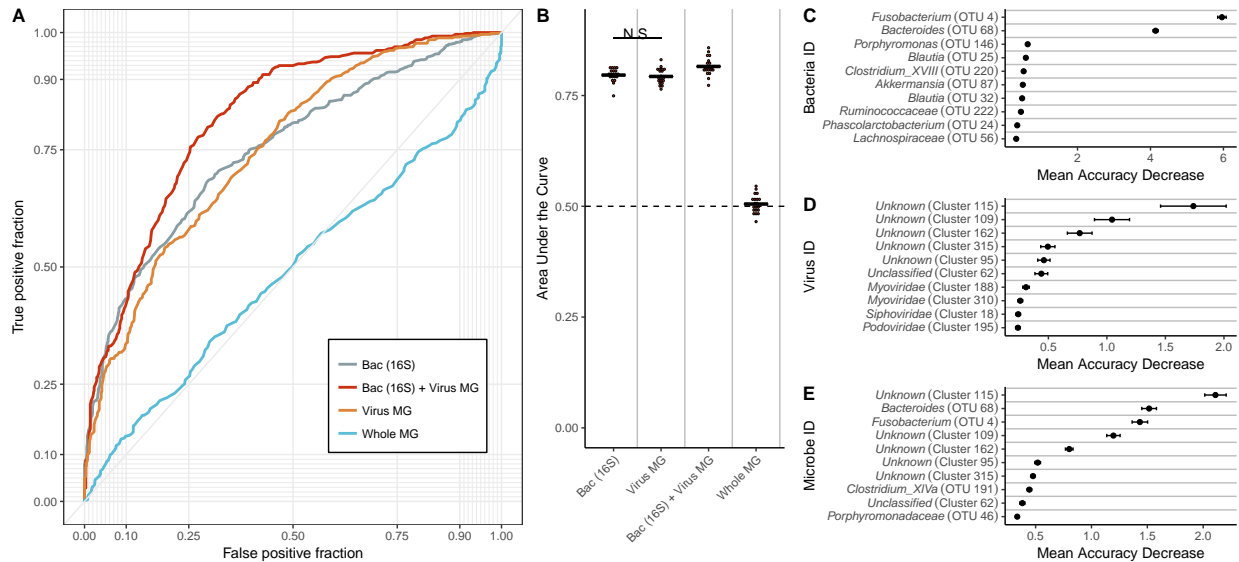 A
True positive fraction
1.00
0.90
0.75
0.50
0.25
0.10
0.00
0.00
0.10
0.25
0.50
0.75
0.90
1.00
False positive fraction
Bac (16S)
Bac (16S) + Virus MG
Virus MG
Whole MG
B
Area Under the Curve
N.S.
0.75
0.50
0.25
0.00
Bac (16S)
Virus MG
Bac (16S) + Virus MG
Whole MG
C
Bacteria ID
Fusobacterium (OTU 4)
Bacteroides (OTU 68)
Porphyromonas (OTU 146)
Blautia (OTU 25)
Clostridium_XVIII (OTU 220)
Akkermansia (OTU 87)
Blautia (OTU 32)
Ruminococcaceae (OTU 222)
Phascolarctobacterium (OTU 24)
Lachnospiraceae (OTU 56)
2
4
6
Mean Accuracy Decrease
D
Virus ID
Unknown (Cluster 115)
Unknown (Cluster 109)
Unknown (Cluster 162)
Unknown (Cluster 315)
Unknown (Cluster 95)
Unclassified (Cluster 62)
Myoviridae (Cluster 188)
Myoviridae (Cluster 310)
Siphoviridae (Cluster 18)
Podoviridae (Cluster 195)
0.5
1.0
1.5
2.0
Mean Accuracy Decrease
E
Microbe ID
Unknown (Cluster 115)
Bacteroides (OTU 68)
Fusobacterium (OTU 4)
Unknown (Cluster 109)
Unknown (Cluster 162)
Unknown (Cluster 95)
Unknown (Cluster 315)
Clostridium_XIVa (OTU 191)
Unclassified (Cluster 62)
Porphyromonadaceae (OTU 46)
0.5
1.0
1.5
2.0
Mean Accuracy Decrease